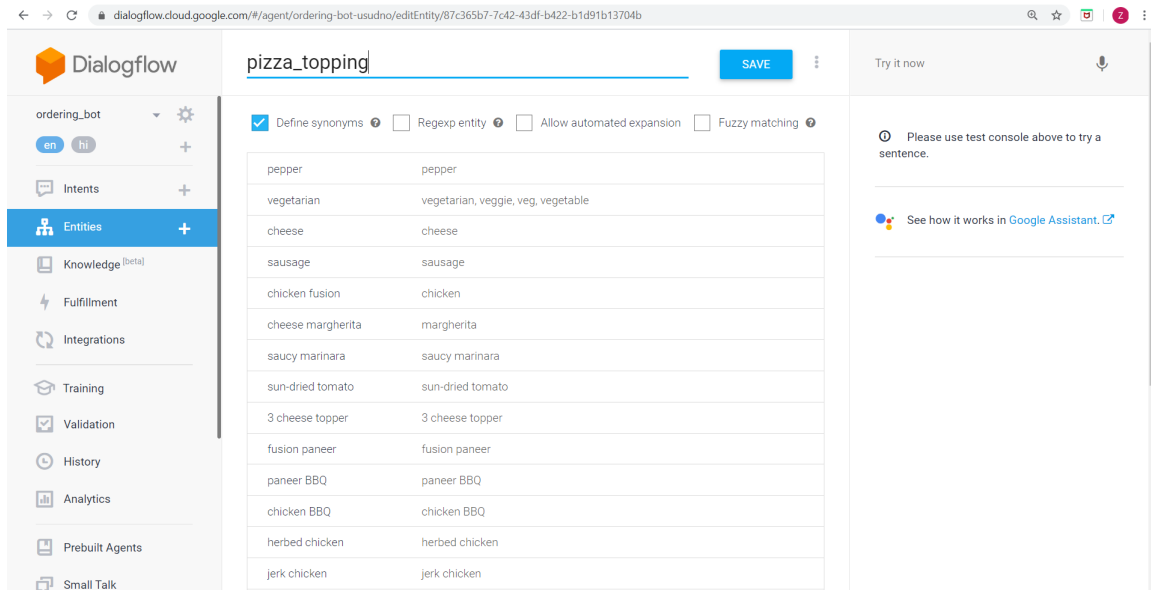 dialogflow.cloud.google.com/#/agent/ordering-bot-usudno/editEntity/87c365b7-7c42-43df-b422-b1d91b13704b
Z
Dialogflow
pizza_topping
SAVE
Try it now
ordering_bot
en hi
Define synonyms ? Regexp entity ? Allow automated expansion Fuzzy matching ?
Please use test console above to try a
sentence.
See how it works in Google Assistant.
Intents
Entities
Knowledge [beta]
Fulfillment
Integrations
Training
Validation
History
Analytics
Prebuilt Agents
Small Talk
pepper pepper
vegetarian vegetarian, veggie, veg, vegetable
cheese cheese
sausage sausage
chicken fusion chicken
cheese margherita margherita
saucy marinara saucy marinara
sun-dried tomato sun-dried tomato
3 cheese topper 3 cheese topper
fusion paneer fusion paneer
paneer BBQ paneer BBQ
chicken BBQ chicken BBQ
herbed chicken herbed chicken
jerk chicken jerk chicken